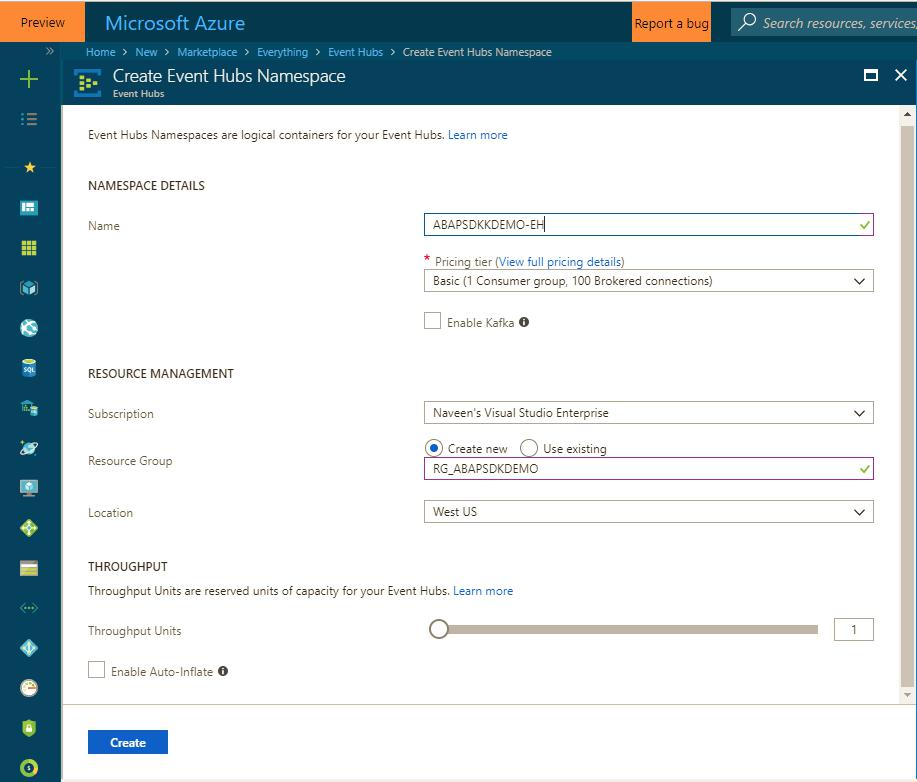 Preview
Microsoft Azure
Report a bug
Search resources, services,
Home > New > Marketplace > Everything > Event Hubs > Create Event Hubs Namespace
Create Event Hubs Namespace
Event Hubs
Event Hubs Namespaces are logical containers for your Event Hubs. Learn more
NAMESPACE DETAILS
Name
ABAPSDKKDEMO-EH
* Pricing tier (View full pricing details)
Basic (1 Consumer group, 100 Brokered connections)
Enable Kafka
RESOURCE MANAGEMENT
Subscription
Naveen's Visual Studio Enterprise
Create new Use existing
Resource Group
RG_ABAPSDKDEMO
Location
West US
THROUGHPUT
Throughput Units are reserved units of capacity for your Event Hubs. Learn more
Throughput Units
1
Enable Auto-Inflate
Create